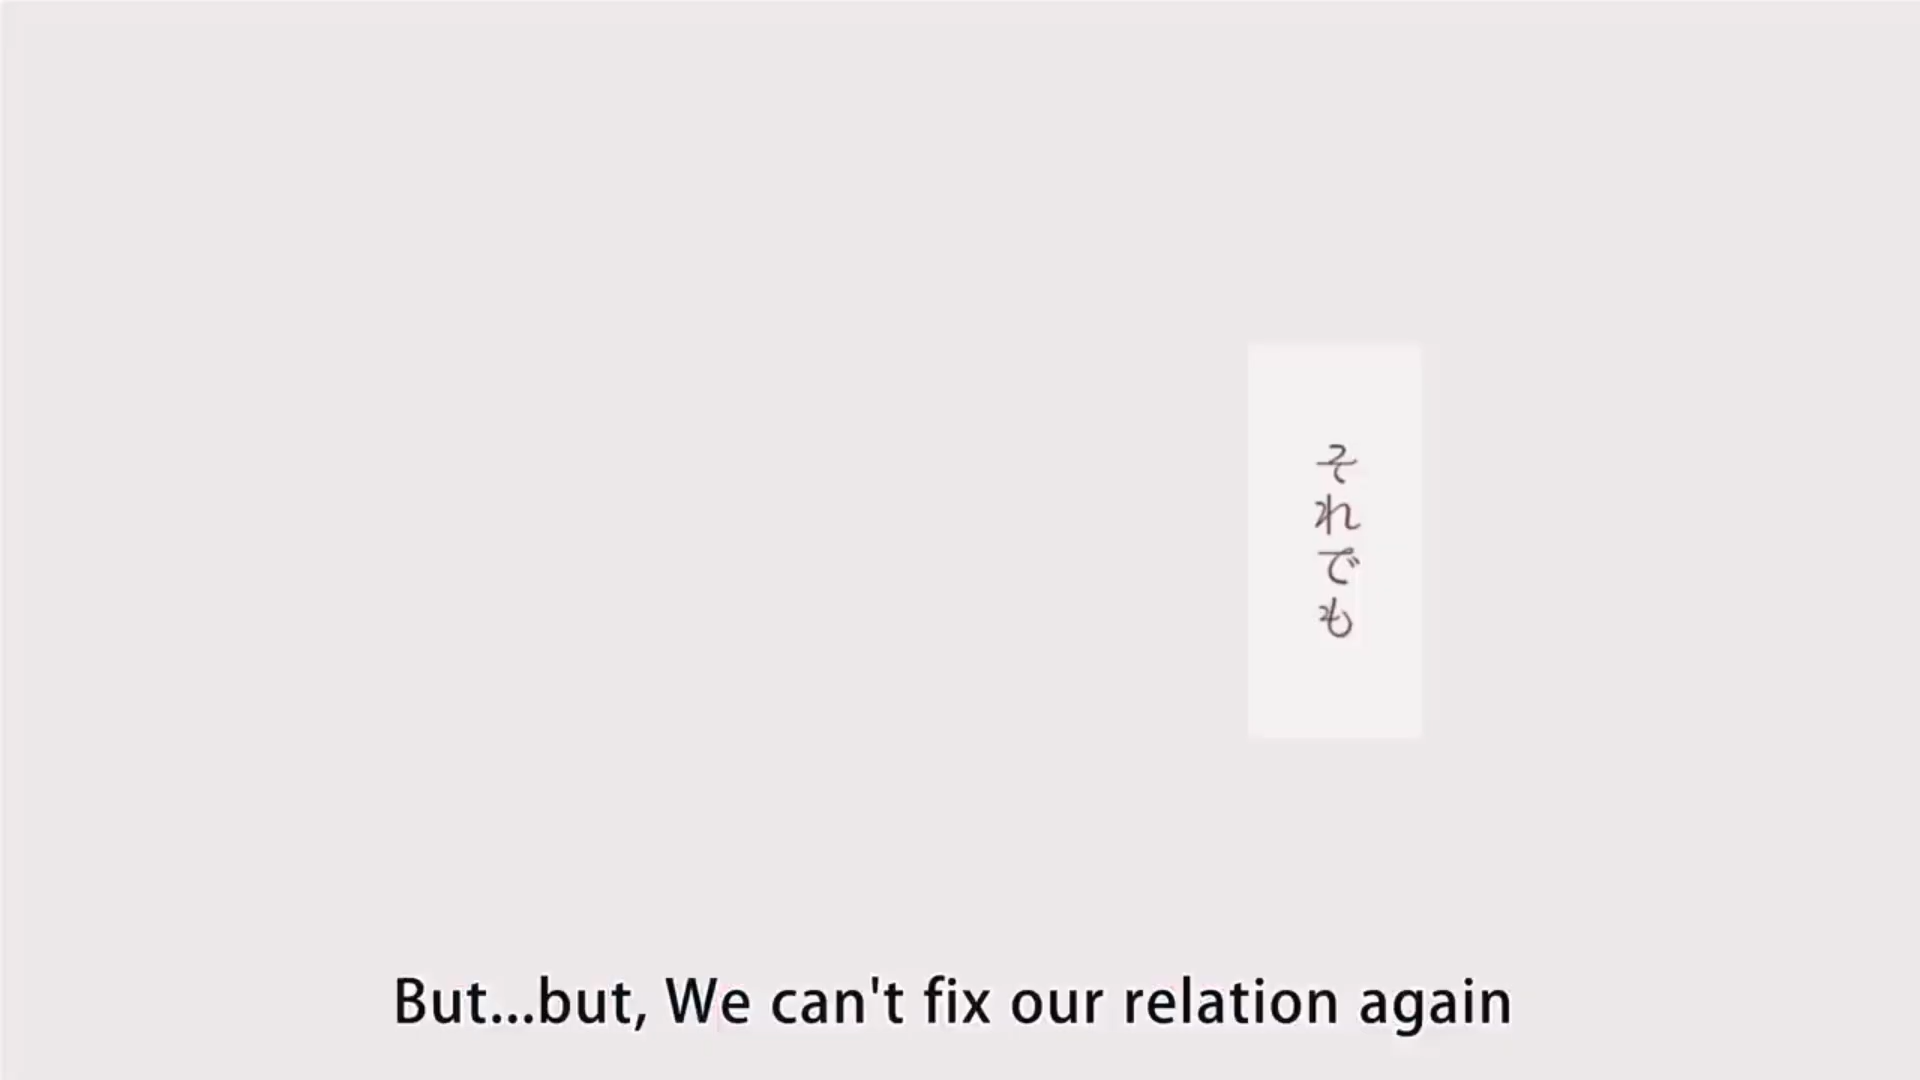 それでも
But...but, We can't fix our relation again